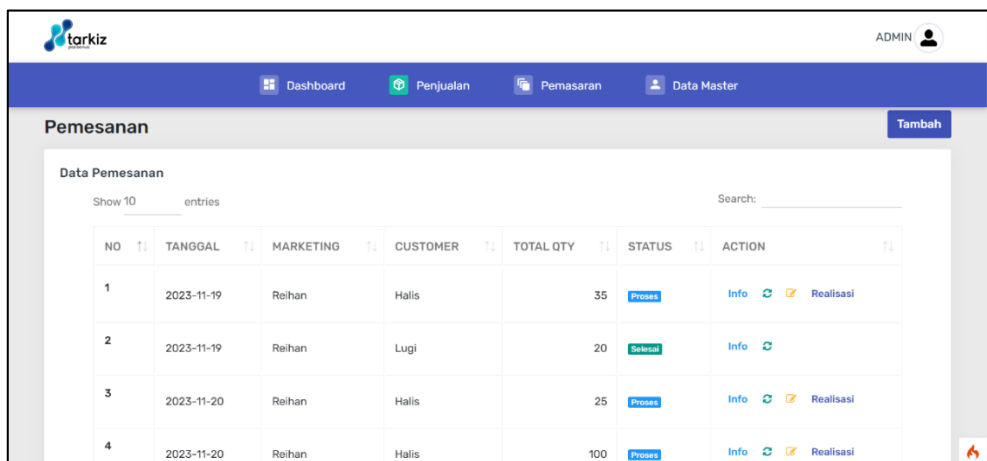 tarkiz
ADMIN
Dashboard Penjualan Pemasaran Data Master
Pemesanan Tambah
Data Pemesanan
Show 10 entries Search:
NO TANGGAL MARKETING CUSTOMER TOTAL QTY STATUS ACTION
1 2023-11-19 Reihan Halis 35 Proses Info Realisasi
2 2023-11-19 Reihan Lugi 20 Selesai Info
3 2023-11-20 Reihan Halis 25 Proses Info Realisasi
4 2023-11-20 Reihan Halis 100 Proses Info Realisasi